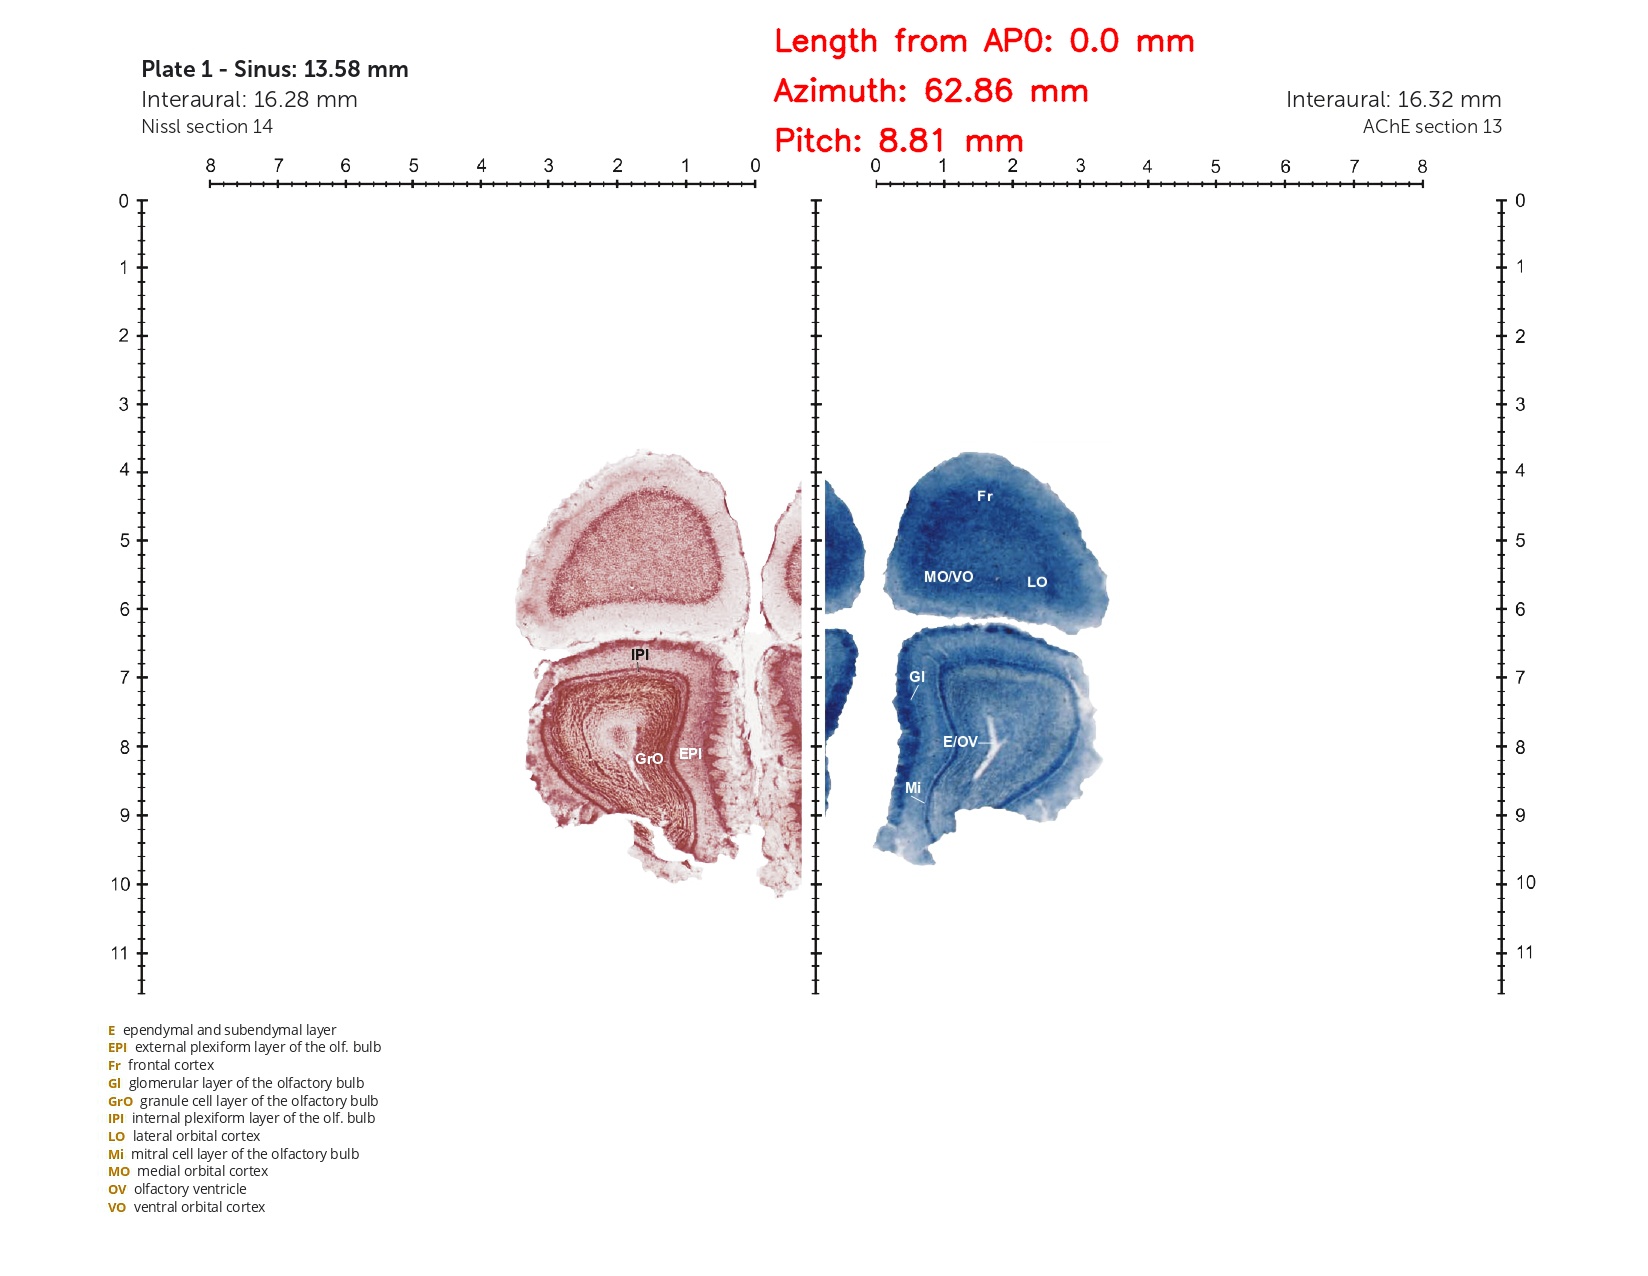 Length from AP0: 0.0 mm
Plate 1 - Sinus: 13.58 mm
Azimuth: 62.86 mm
Interaural: 16.28 mm
Interaural: 16.32 mm
Nissl section 14
AChE section 13
Pitch: 8.81 mm
8 7 6 5 4 3 2 1 0
0 1 2 3 4 5 6 7 8
0 0
1 1
2 2
3 3
4 4
Fr
5 5
MO/VO LO
6 6
IPI
7 Gl 7
E/OV
8 GrO EPI 8
Mi
9 9
10 10
11 11
E ependymal and subendymal layer
EPI external plexiform layer of the olf. bulb
Fr frontal cortex
Gl glomerular layer of the olfactory bulb
GrO granule cell layer of the olfactory bulb
IPI internal plexiform layer of the olf. bulb
LO lateral orbital cortex
Mi mitral cell layer of the olfactory bulb
MO medial orbital cortex
OV olfactory ventricle
VO ventral orbital cortex